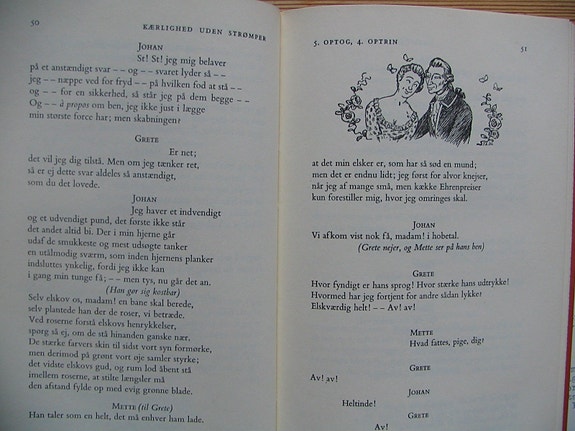 50
KÆRLIGHED UDEN STRØMPER
JOHAN
St! St! jeg mig belaver
på et anstændigt svar – – og – – svaret lyder så – –
jeg – – næppe ved for fryd – – på hvilken fod at stå – –
og – – for en sikkerhed, så står jeg på dem begge – –
Og – – à propos om ben, jeg ikke just i lægge
min største force har; men skabningen?
GRETE
Er net;
det vil jeg dig tilstå. Men om jeg tænker ret,
så er ej dette svar aldeles så anstændigt,
som du det lovede.
JOHAN
Jeg haver et indvendigt
og et udvendigt pund, det første ikke står
det andet altid bi. Der i min hjerne går
udaf de smukkeste og mest udsøgte tanker
en utålmodig sværm, som inden hjernens planker
indsluttes ynkelig, fordi jeg ikke kan
i gang min tunge få; – – men tys, nu går det an.
(Han gør sig kostbar)
Selv elskov os, madam! en bane skal berede,
selv plantede han der de roser, vi betræde.
Ved roserne forstå elskovens henrykkelser,
spørg så ej, om de stå hinanden ganske nær.
De stærke farvers skin til sidst vort syn formørke,
men derimod på grønt vort øje samler styrke;
det vidste elskovs gud, og rum lod åbent stå
imellem roserne, at stilte længsler må
den afstand fylde op med evig grønne blade.
METTE (til Grete)
Han taler som en helt, det må enhver ham lade.
5. OPTOG, 4. OPTRIN
51
at det min elsker er, som har så sød en mund;
men det er endnu lidt; jeg først for alvor knejser,
når jeg af mange små, men kække Ehrenpreiser
kun forestiller mig, hvor jeg omringes skal.
JOHAN
Vi afkom vist nok få, madam! i hobetal.
(Grete nejer, og Mette ser på hans ben)
GRETE
Hvor fyndigt er hans sprog! Hvor stærke hans udtrykke!
Hvormed har jeg fortjent for andre sådan lykke?
Elskværdig helt! – – Av! av!
METTE
Hvad fattes, pige, dig?
GRETE
Av! av!
JOHAN
Heltinde!
GRETE
Av!